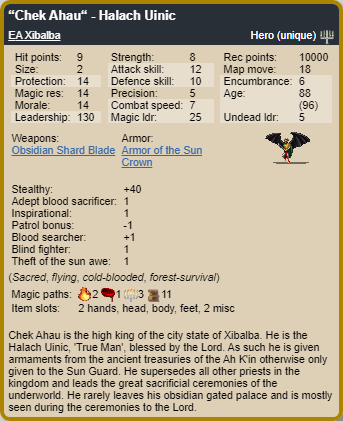 “Chek Ahau“ - Halach Uinic
EA Xibalba Hero (unique)
Hit points: 9 Strength: 8 Rec points: 10000
Size: 2 Attack skill: 12 Map move: 18
Protection: 14 Defence skill: 10 Encumbrance: 6
Magic res: 14 Precision: 5 Age: 88
Morale: 14 Combat speed: 7 (96)
Leadership: 130 Magic ldr: 25 Undead ldr: 5
Weapons: Armor:
Obsidian Shard Blade Armor of the Sun
Crown
Stealthy: +40
Adept blood sacrificer: 1
Inspirational: 1
Patrol bonus: -1
Blood searcher: +1
Blind fighter: 1
Theft of the sun awe: 1
(Sacred, flying, cold-blooded, forest-survival)
Magic paths: 2 1 3 11
Item slots: 2 hands, head, body, feet, 2 misc
Chek Ahau is the high king of the city state of Xibalba. He is the
Halach Uinic, 'True Man', blessed by the Lord. As such he is given
armaments from the ancient treasuries of the Ah K'in otherwise only
given to the Sun Guard. He supersedes all other priests in the
kingdom and leads the great sacrificial ceremonies of the
underworld. He rarely leaves his obsidian gated palace and is mostly
seen during the ceremonies to the Lord.